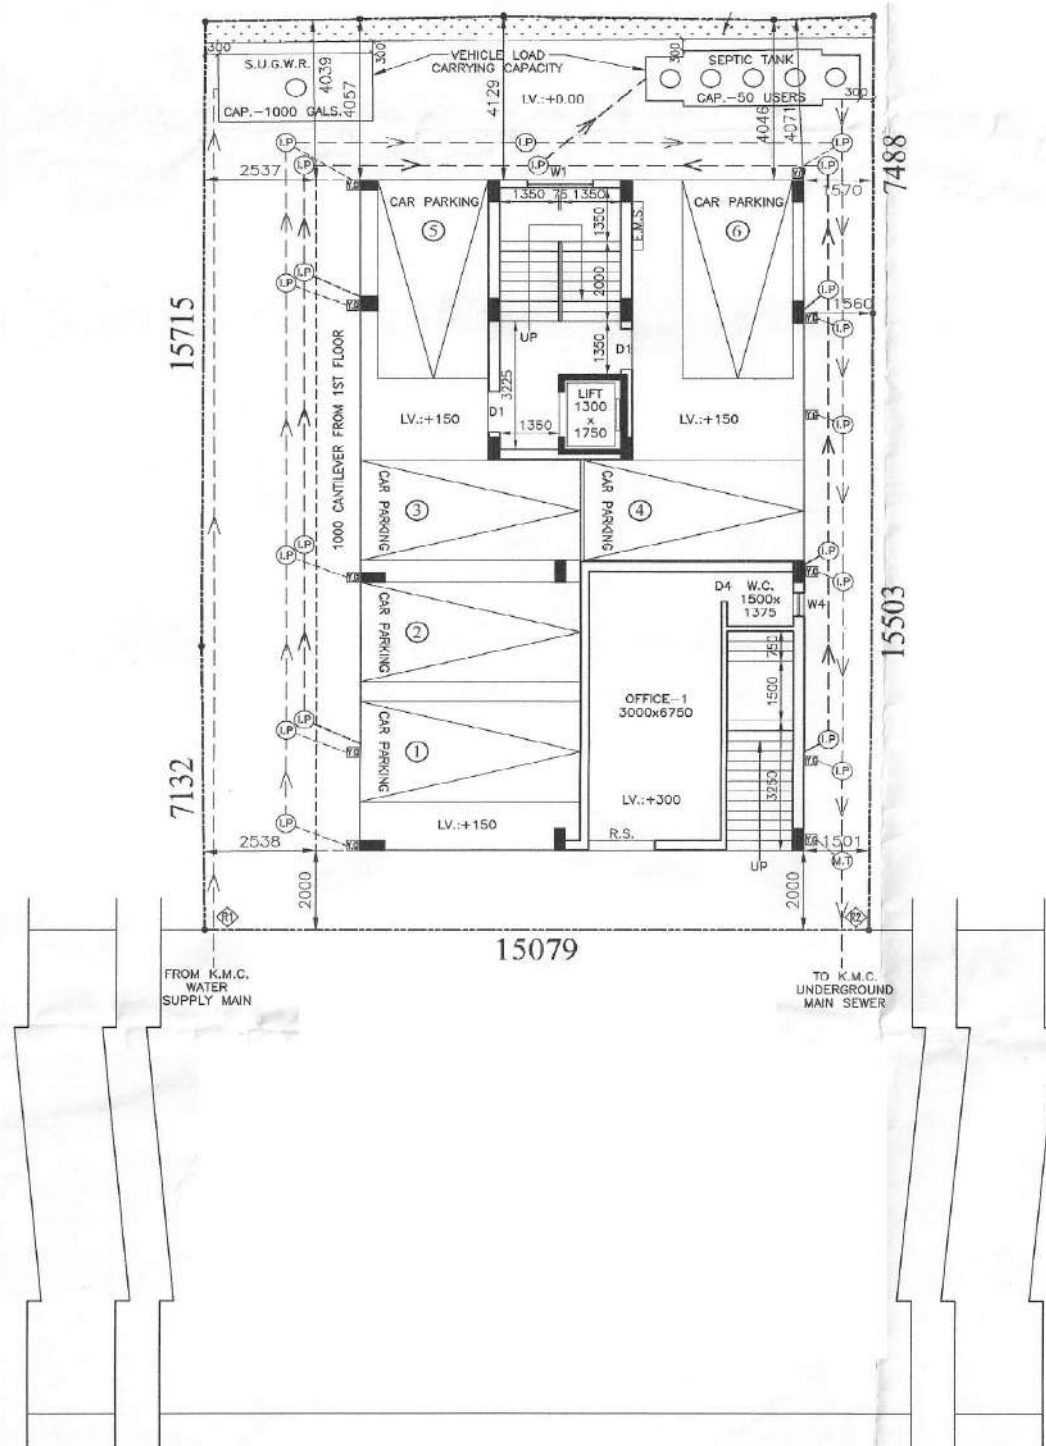 300
S.U.G.W.R.
CAP.-1000 GALS.
4039
4057
300
VEHICLE LOAD
CARRYING CAPACITY
4129
LV.:+0.00
300
SEPTIC TANK
CAP.-50 USERS
300
4046
4071
7488
I.P
I.P
I.P
I.P
I.P
I.P
W1
2537
1570
CAR PARKING
5
1350 75 1350
1350
E.M.S.
CAR PARKING
6
2000
I.P
I.P
I.P
I.P
1560
15715
1000 CANTILEVER FROM 1ST FLOOR
UP
1350
D1
3225
LIFT
1300
x
1750
D1
1350
LV.:+150
LV.:+150
I.P
CAR PARKING
3
CAR PARKING
4
I.P
I.P
I.P
I.P
D4
W.C.
1500x
1375
W4
CAR PARKING
2
750
15503
OFFICE-1
3000x6750
1500
I.P
I.P
I.P
I.P
CAR PARKING
1
3250
7132
LV.:+300
LV.:+150
I.P
R.S.
2538
1501
UP
M.T
2000
2000
R1
R2
15079
FROM K.M.C.
WATER
SUPPLY MAIN
TO K.M.C.
UNDERGROUND
MAIN SEWER